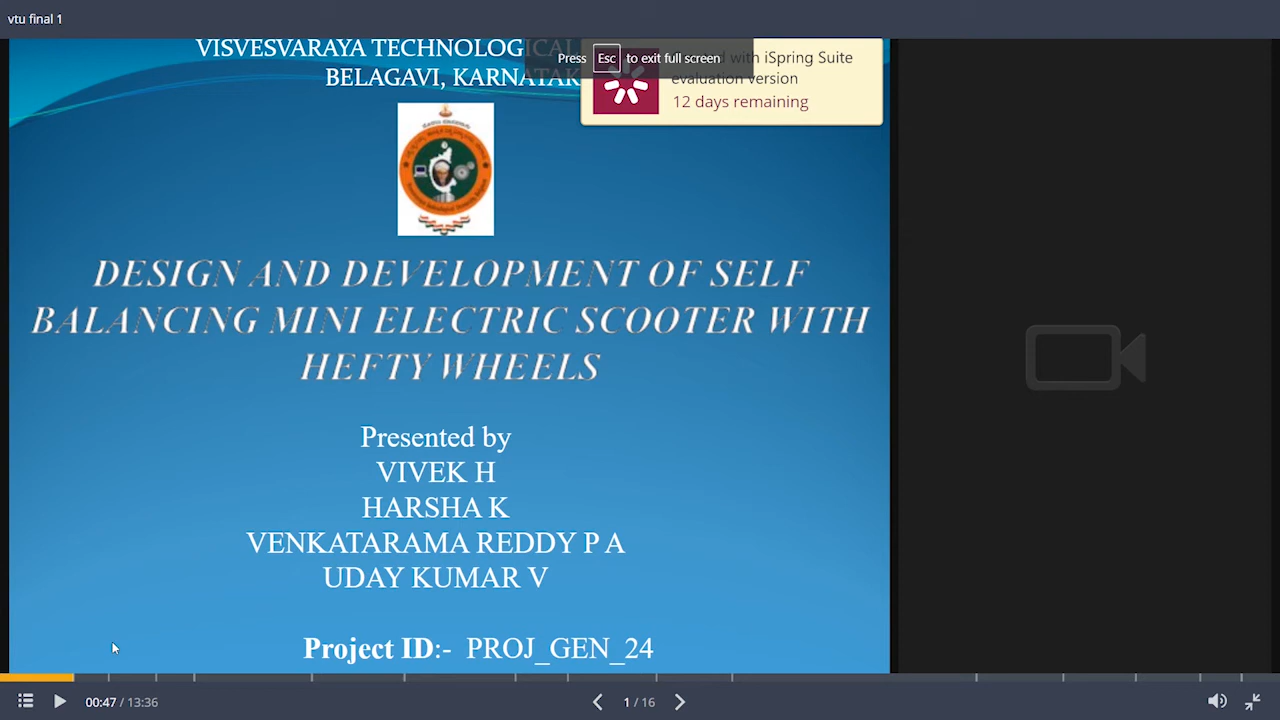 vtu final 1
VISVESVARAYA TECHNOLOGICAL
BELAGAVI, KARNATAK
Press Esc to exit full screen
with iSpring Suite
evaluation version
12 days remaining
DESIGN AND DEVELOPMENT OF SELF
BALANCING MINI ELECTRIC SCOOTER WITH
HEFTY WHEELS
Presented by
VIVEK H
HARSHA K
VENKATARAMA REDDY P A
UDAY KUMAR V
Project ID:- PROJ_GEN_24
00:47 / 13:36
1 / 16